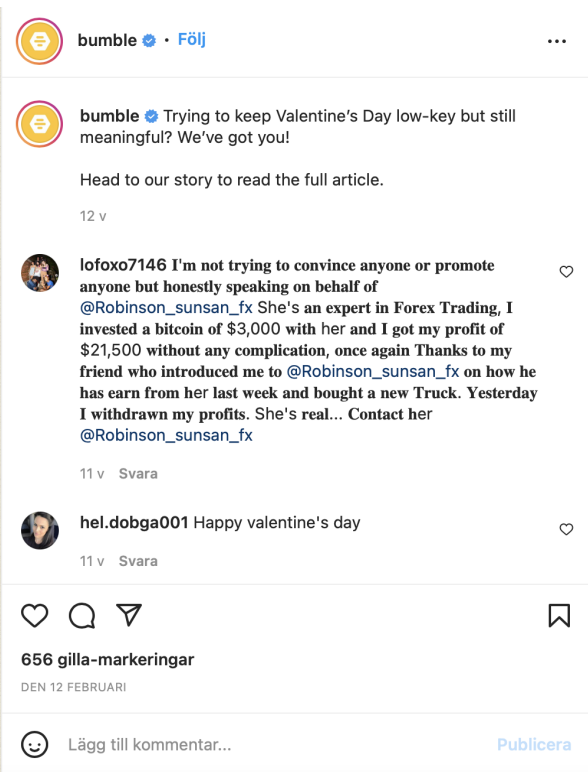 bumble • Följ
bumble Trying to keep Valentine’s Day low-key but still
meaningful? We’ve got you!
Head to our story to read the full article.
12 v
lofoxo7146 𝐈'𝐦 𝐧𝐨𝐭 𝐭𝐫𝐲𝐢𝐧𝐠 𝐭𝐨 𝐜𝐨𝐧𝐯𝐢𝐧𝐜𝐞 𝐚𝐧𝐲𝐨𝐧𝐞 𝐨𝐫 𝐩𝐫𝐨𝐦𝐨𝐭𝐞
𝐚𝐧𝐲𝐨𝐧𝐞 𝐛𝐮𝐭 𝐡𝐨𝐧𝐞𝐬𝐭𝐥𝐲 𝐬𝐩𝐞𝐚𝐤𝐢𝐧𝐠 𝐨𝐧 𝐛𝐞𝐡𝐚𝐥𝐟 𝐨𝐟
@Robinson_sunsan_fx She's 𝐚𝐧 𝐞𝐱𝐩𝐞𝐫𝐭 𝐢𝐧 𝐅𝐨𝐫𝐞𝐱 𝐓𝐫𝐚𝐝𝐢𝐧𝐠, 𝐈
𝐢𝐧𝐯𝐞𝐬𝐭𝐞𝐝 𝐚 𝐛𝐢𝐭𝐜𝐨𝐢𝐧 𝐨𝐟 $3,000 𝐰𝐢𝐭𝐡 her 𝐚𝐧𝐝 𝐈 𝐠𝐨𝐭 𝐦𝐲 𝐩𝐫𝐨𝐟𝐢𝐭 𝐨𝐟
$21,500 𝐰𝐢𝐭𝐡𝐨𝐮𝐭 𝐚𝐧𝐲 𝐜𝐨𝐦𝐩𝐥𝐢𝐜𝐚𝐭𝐢𝐨𝐧, 𝐨𝐧𝐜𝐞 𝐚𝐠𝐚𝐢𝐧 𝐓𝐡𝐚𝐧𝐤𝐬 𝐭𝐨 𝐦𝐲
𝐟𝐫𝐢𝐞𝐧𝐝 𝐰𝐡𝐨 𝐢𝐧𝐭𝐫𝐨𝐝𝐮𝐜𝐞𝐝 𝐦𝐞 𝐭𝐨 @Robinson_sunsan_fx 𝐨𝐧 𝐡𝐨𝐰 𝐡𝐞
𝐡𝐚𝐬 𝐞𝐚𝐫𝐧 𝐟𝐫𝐨𝐦 𝐡er 𝐥𝐚𝐬𝐭 𝐰𝐞𝐞𝐤 𝐚𝐧𝐝 𝐛𝐨𝐮𝐠𝐡𝐭 𝐚 𝐧𝐞𝐰 𝐓𝐫𝐮𝐜𝐤. 𝐘𝐞𝐬𝐭𝐞𝐫𝐝𝐚𝐲
𝐈 𝐰𝐢𝐭𝐡𝐝𝐫𝐚𝐰𝐧 𝐦𝐲 𝐩𝐫𝐨𝐟𝐢𝐭𝐬. She's 𝐫𝐞𝐚𝐥... 𝐂𝐨𝐧𝐭𝐚𝐜𝐭 𝐡er
@Robinson_sunsan_fx
11 v Svara
hel.dobga001 Happy valentine's day
11 v Svara
656 gilla-markeringar
DEN 12 FEBRUARI
Lägg till kommentar...
Publicera